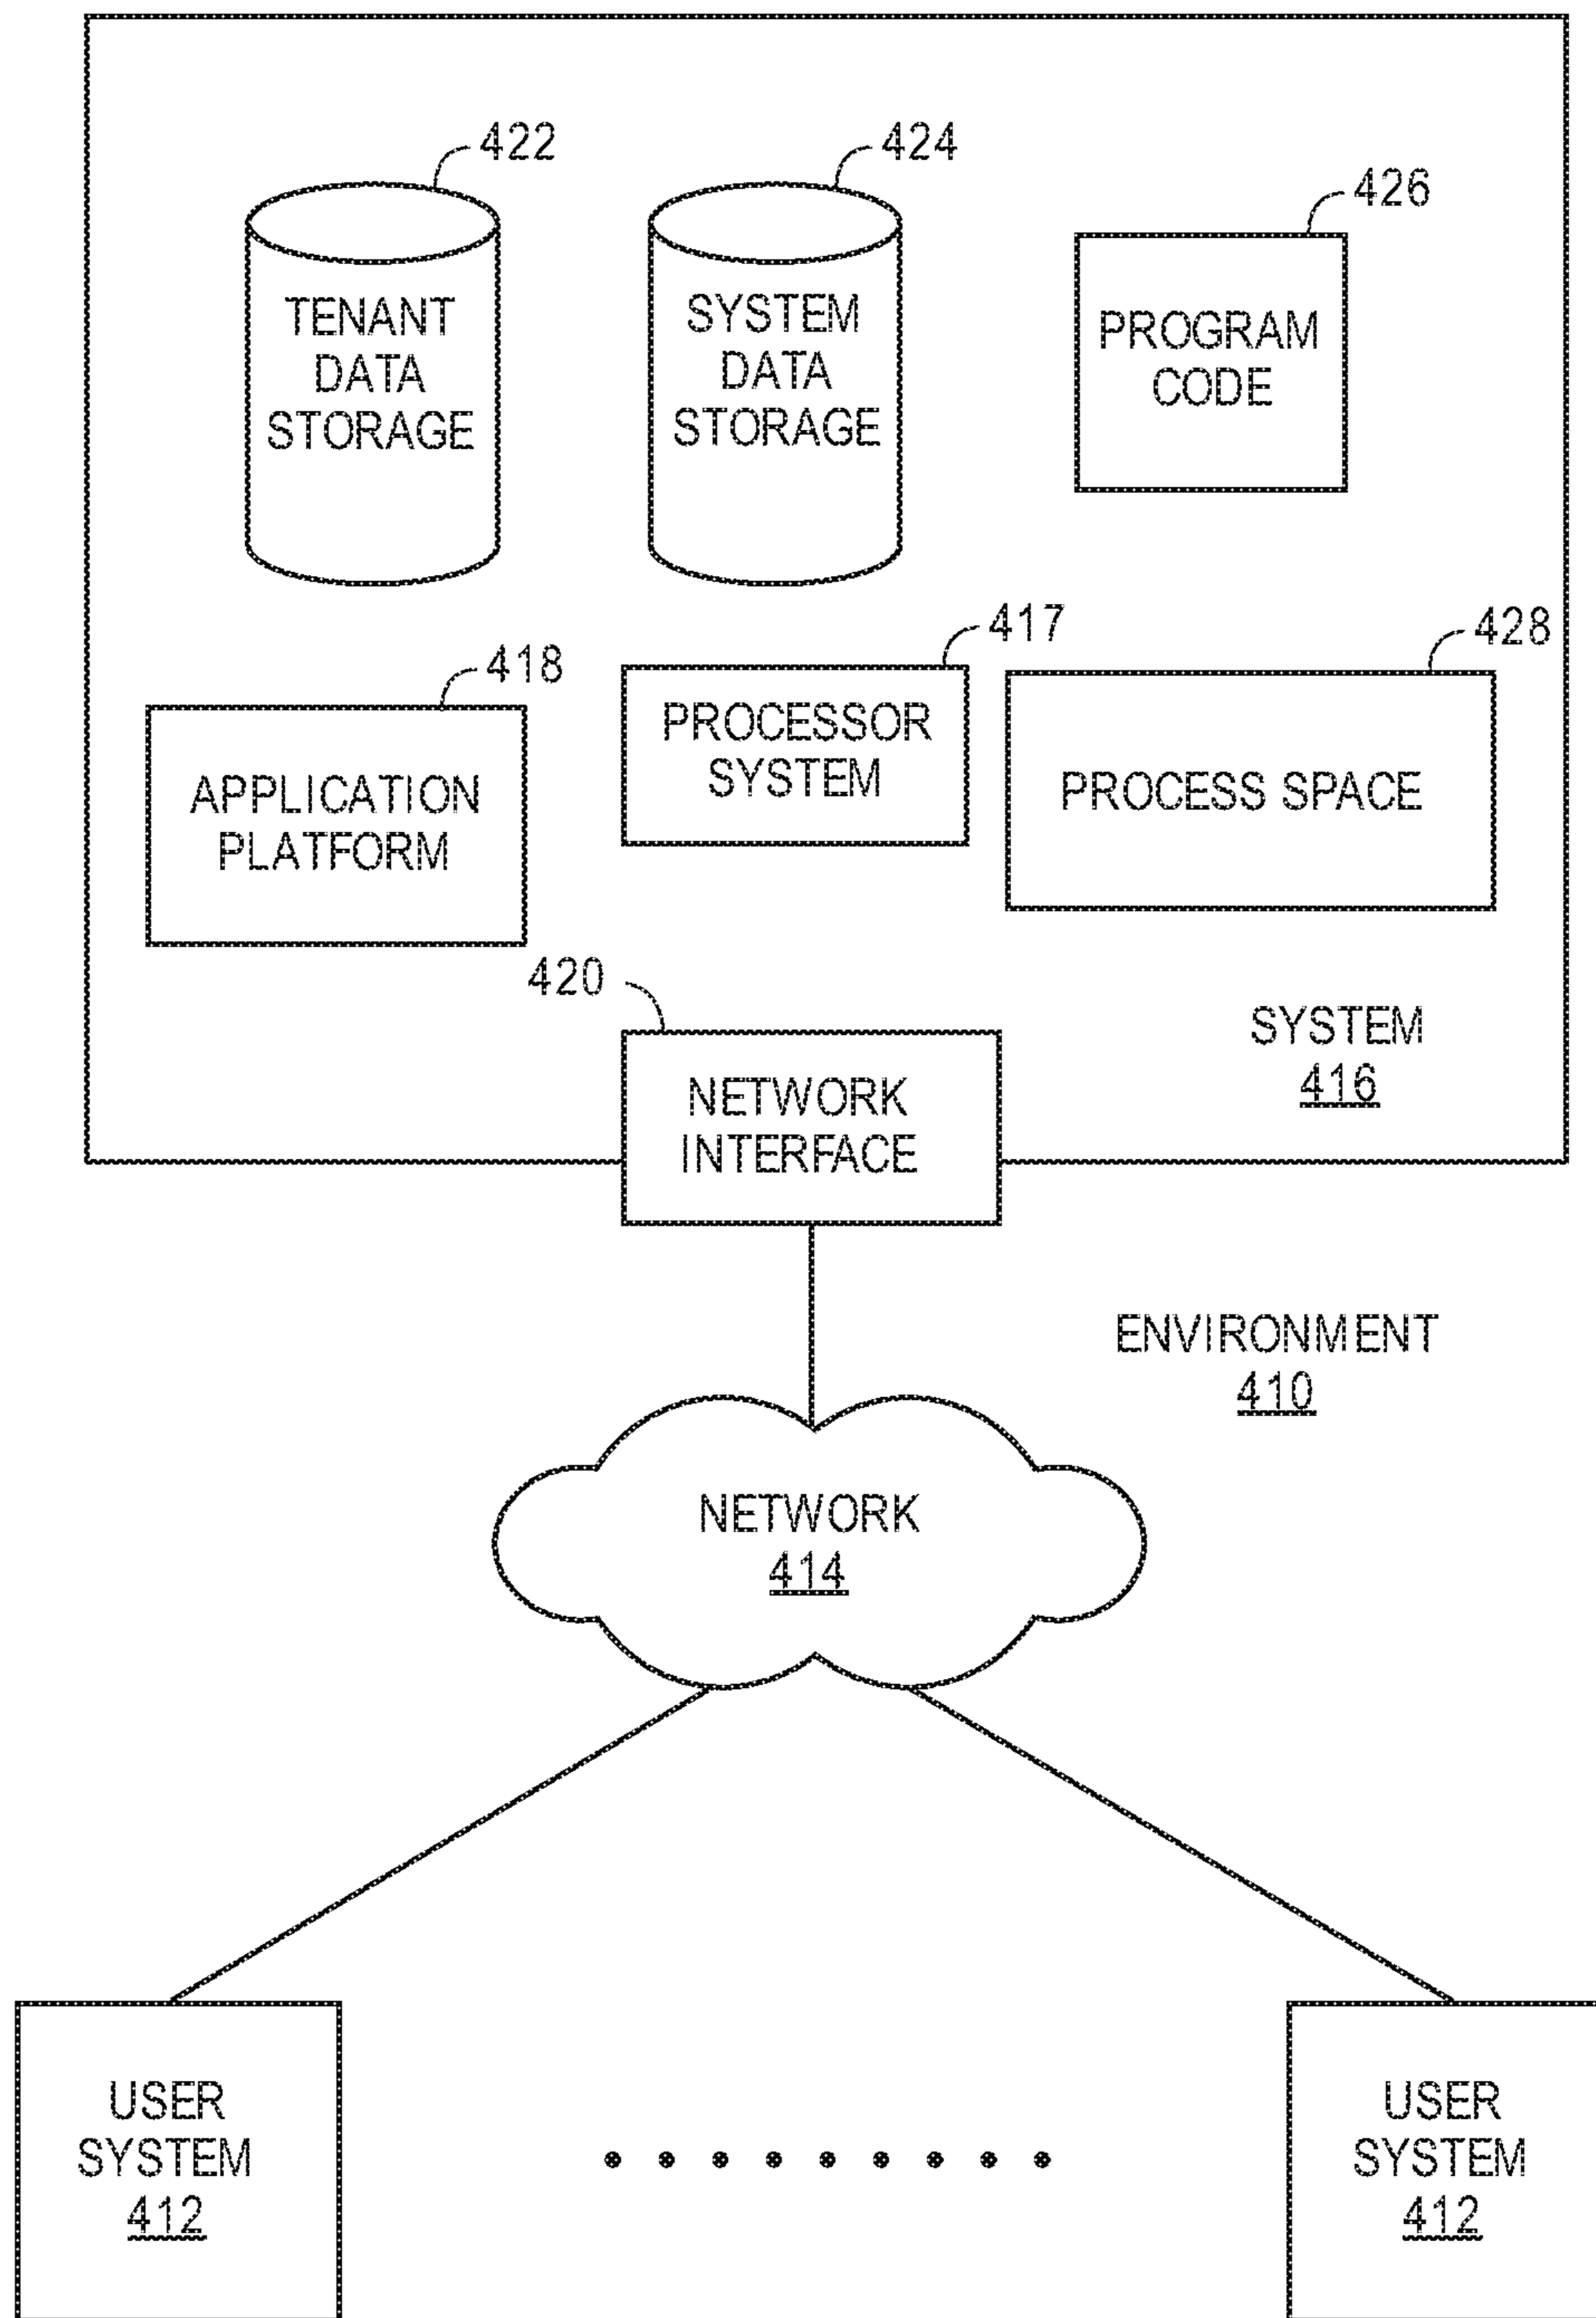 422
424
426
TENANT
DATA
STORAGE
SYSTEM
DATA
STORAGE
PROGRAM
CODE
418
417
428
APPLICATION
PLATFORM
PROCESSOR
SYSTEM
PROCESS SPACE
420
NETWORK
INTERFACE
SYSTEM
416
ENVIRONMENT
410
NETWORK
414
USER
SYSTEM
412
USER
SYSTEM
412